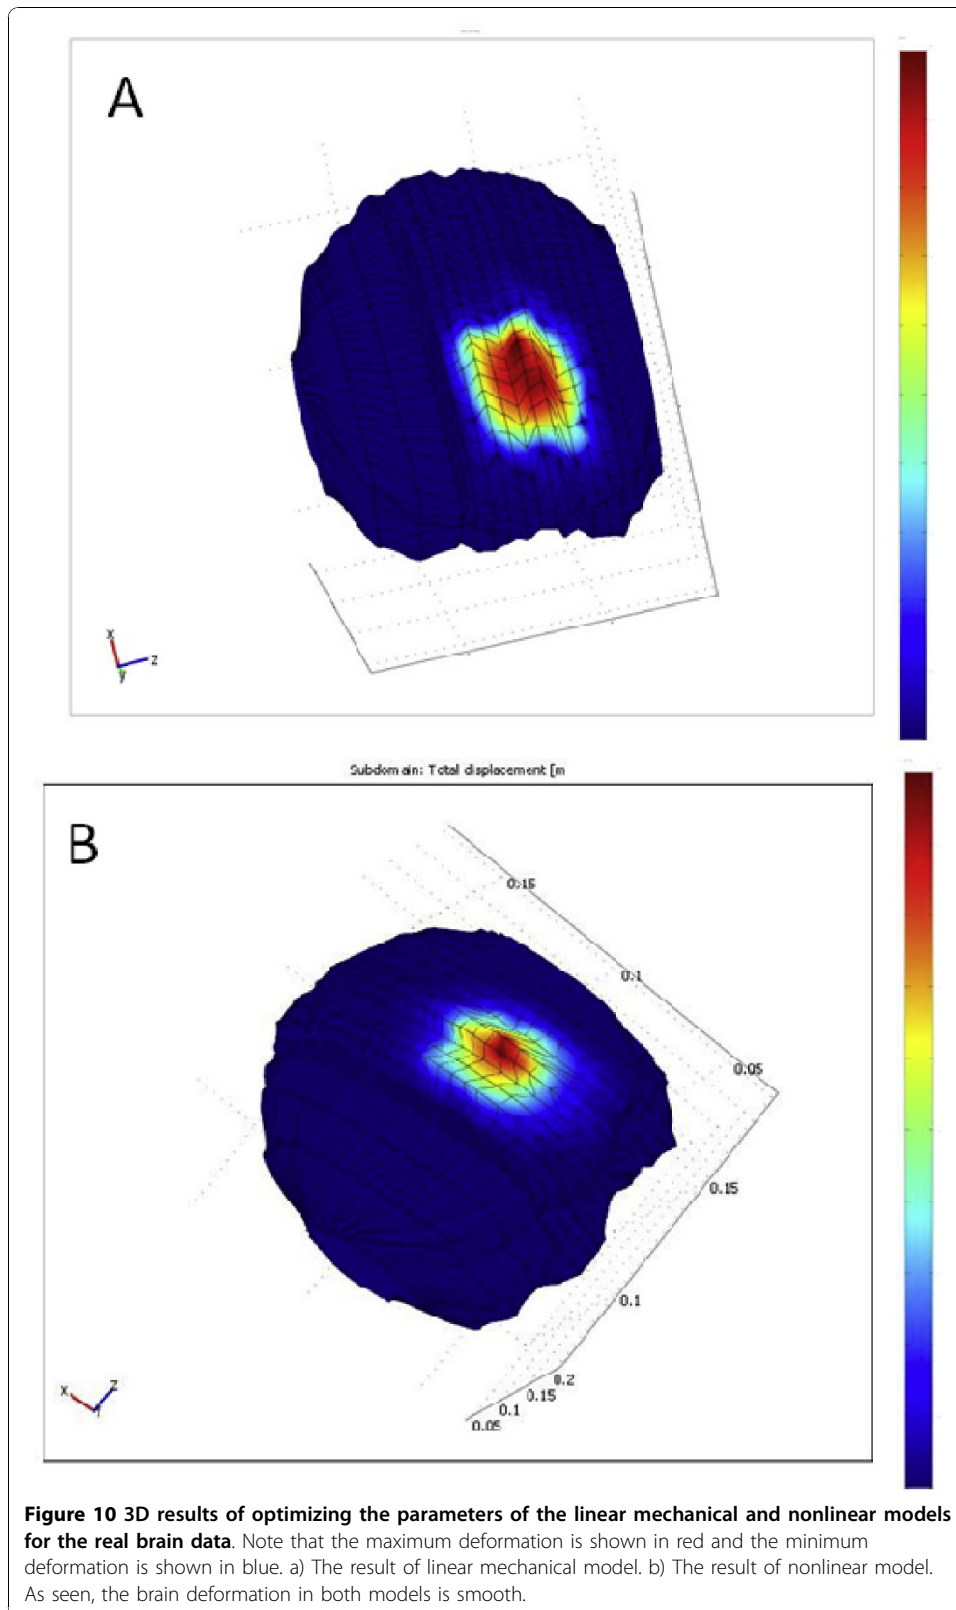 A
x
z
y
Subdomain: Total displacement [m
B
0.15
0.1
0.05
0.15
0.1
0.2
0.15
0.1
0.05
x
z
Figure 10 3D results of optimizing the parameters of the linear mechanical and nonlinear models
for the real brain data. Note that the maximum deformation is shown in red and the minimum
deformation is shown in blue. a) The result of linear mechanical model. b) The result of nonlinear model.
As seen, the brain deformation in both models is smooth.